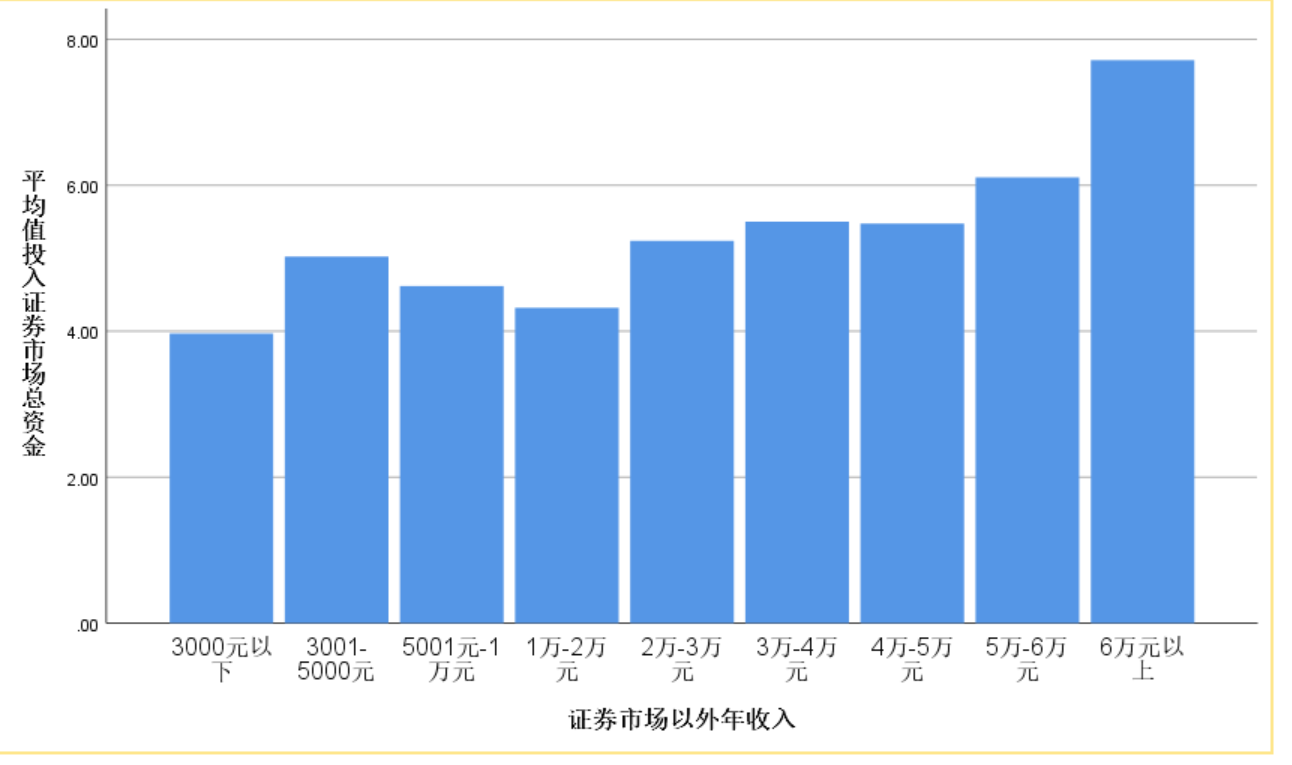 8.00
6.00
4.00
2.00
.00
平均值投入证券市场总资金
3000元以
下
3001-
5000元
5001元-1
万元
1万-2万
元
2万-3万
元
3万-4万
元
4万-5万
元
5万-6万
元
6万元以
上
证券市场以外年收入